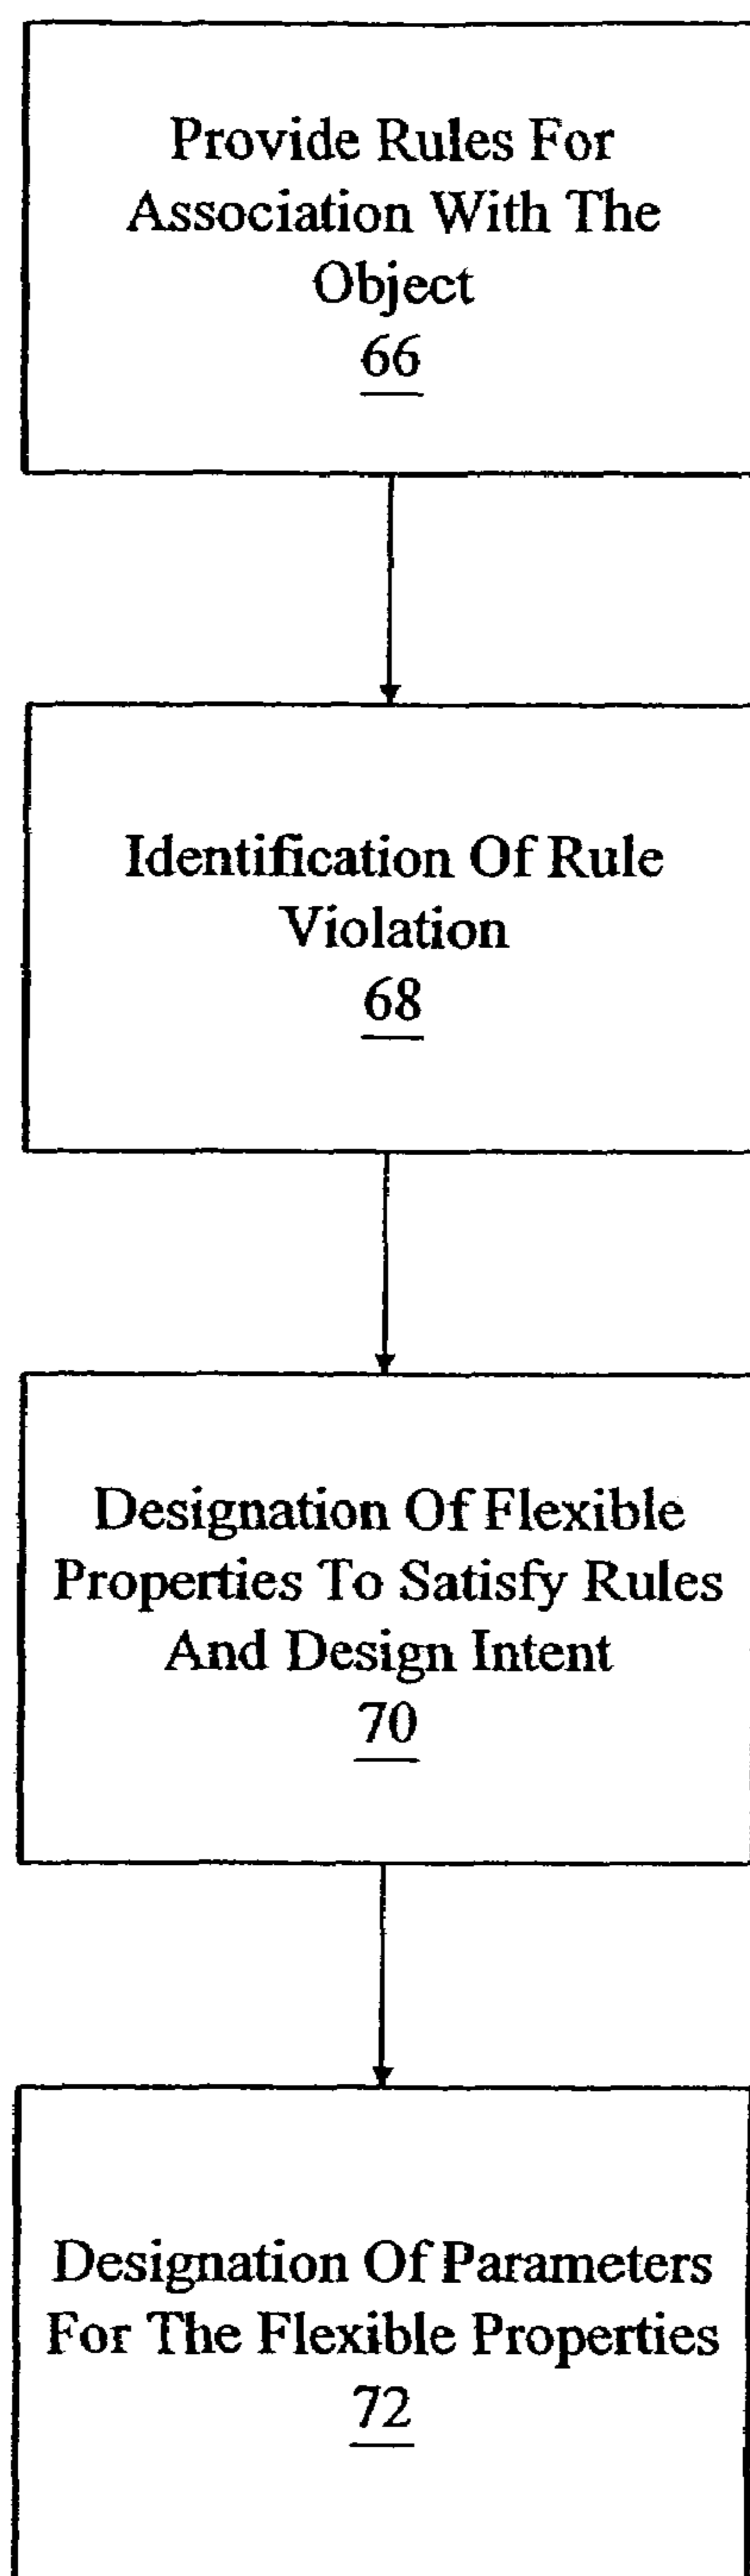 Provide Rules For
Association With The
Object
66
Identification Of Rule
Violation
68
Designation Of Flexible
Properties To Satisfy Rules
And Design Intent
70
Designation Of Parameters
For The Flexible Properties
72